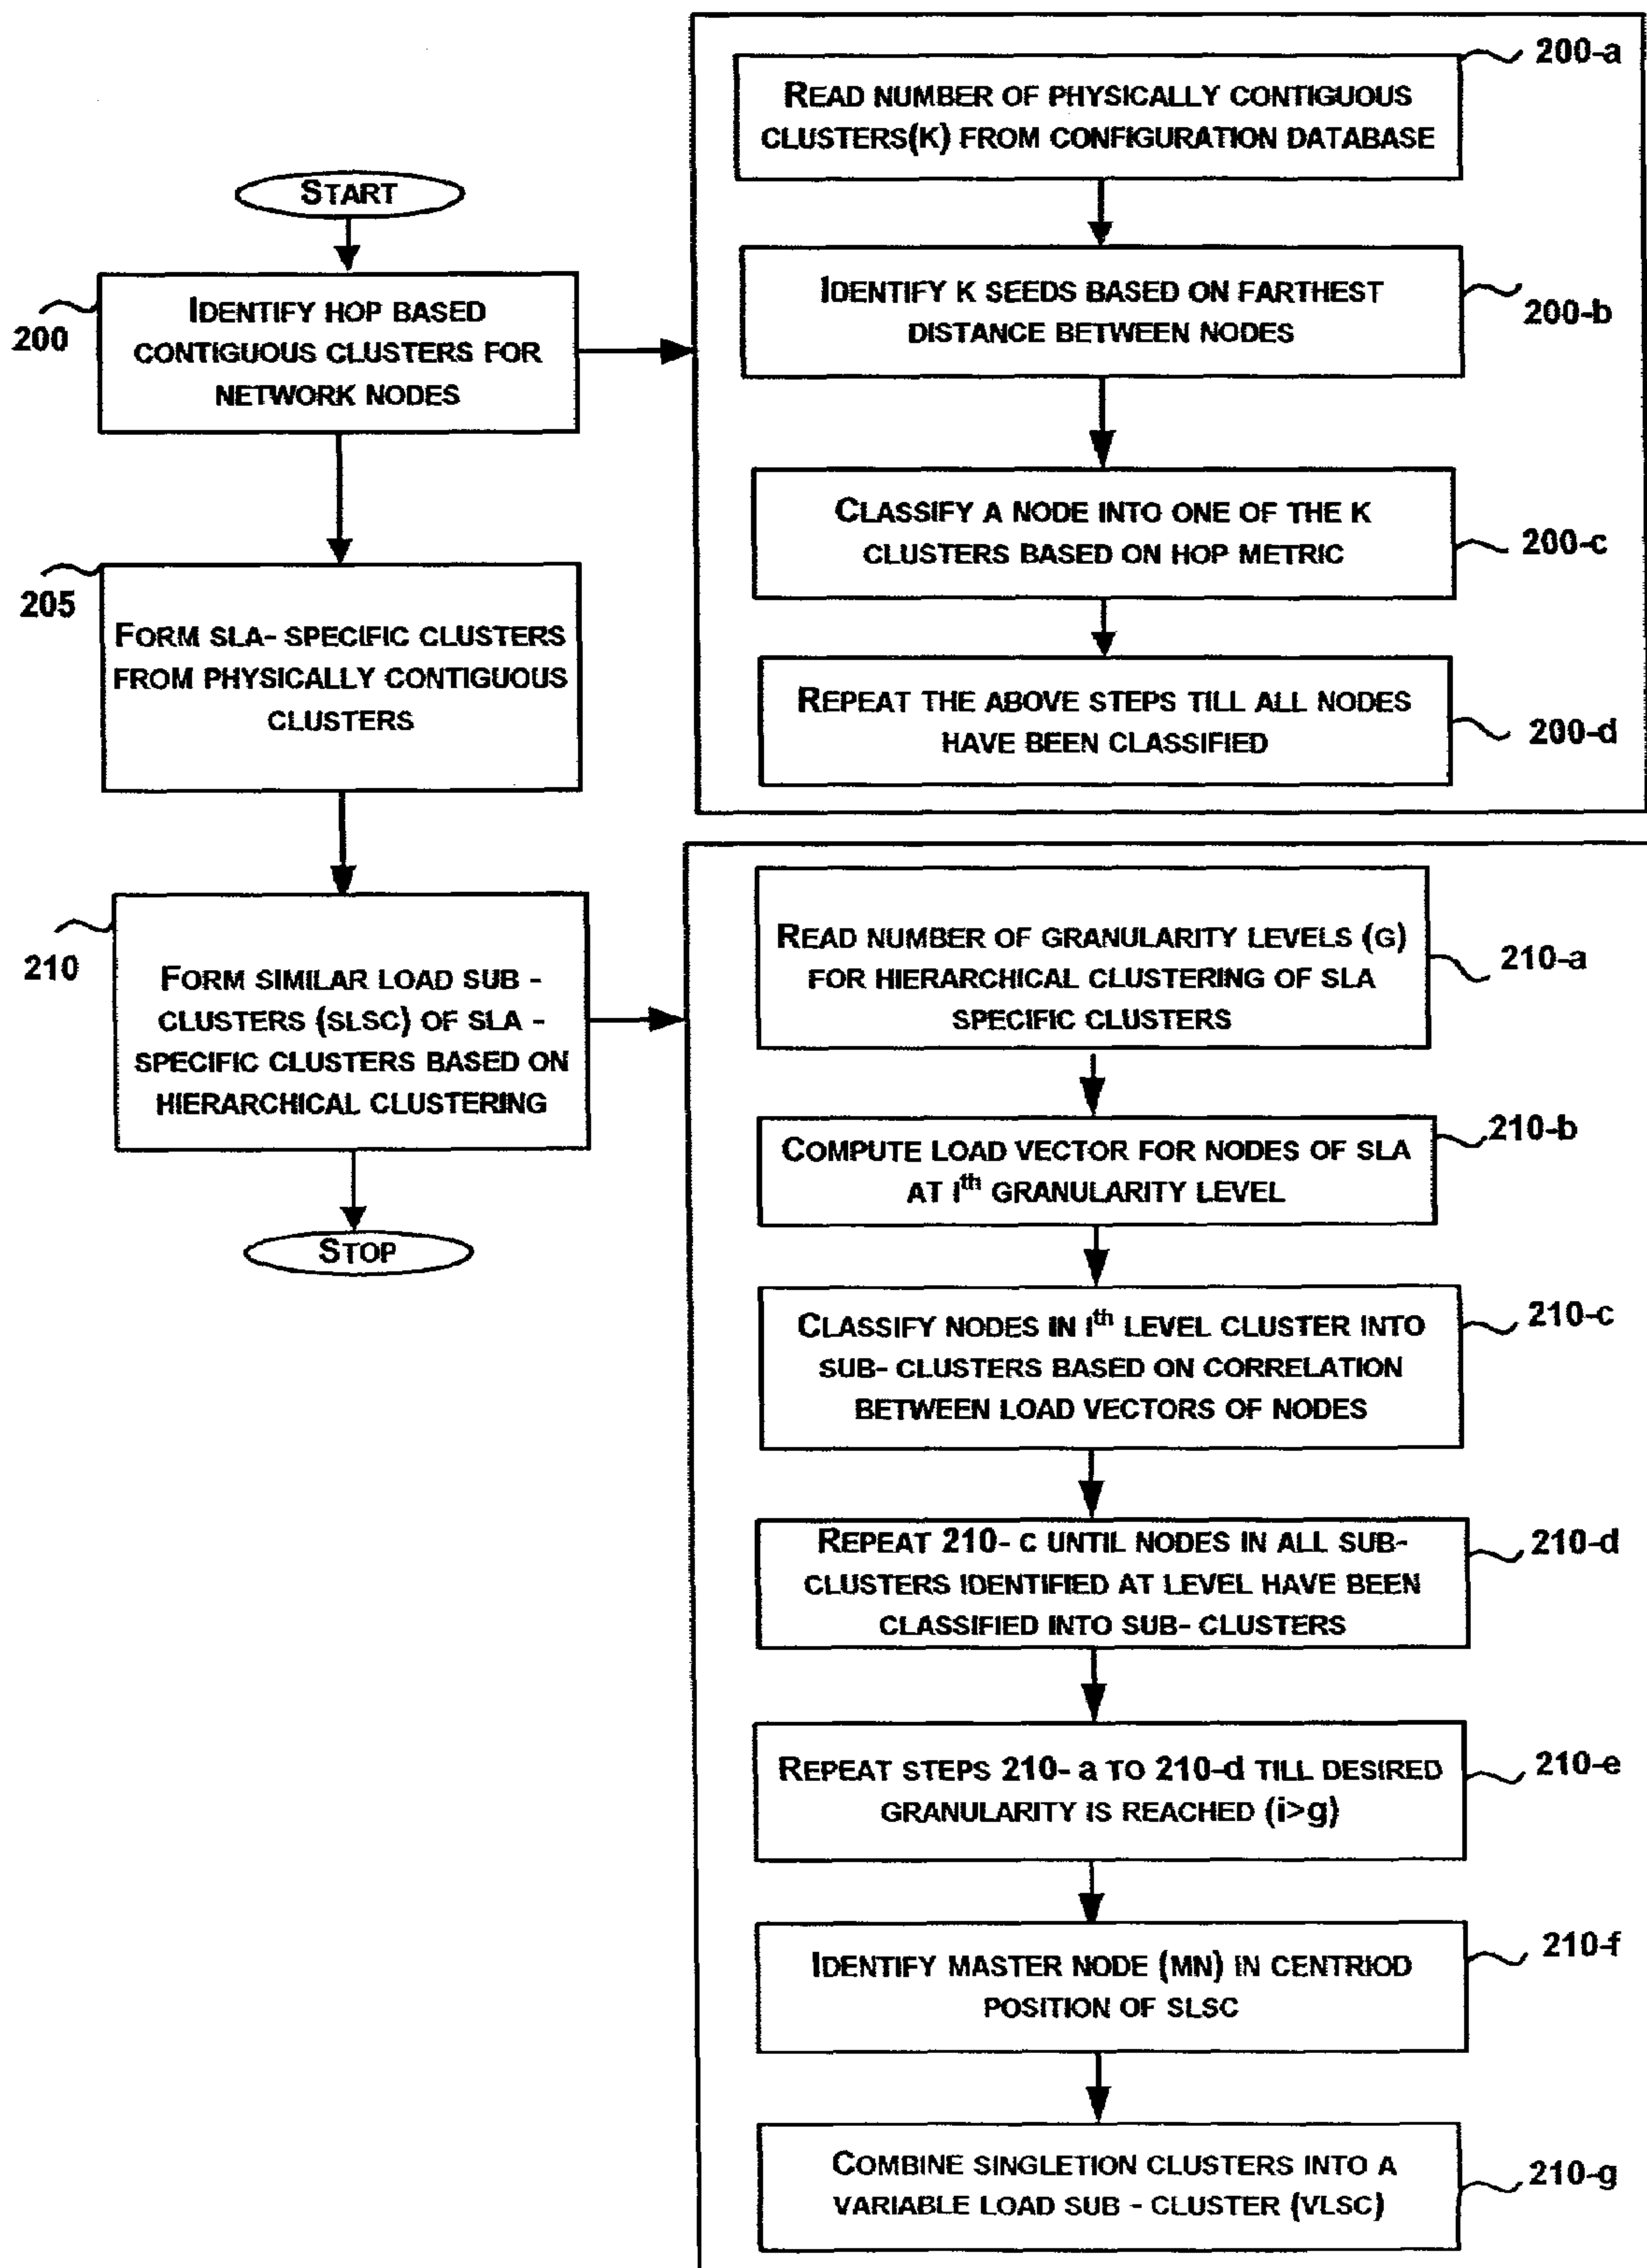 START
200
IDENTIFY HOP BASED
CONTIGUOUS CLUSTERS FOR
NETWORK NODES
205
FORM SLA- SPECIFIC CLUSTERS
FROM PHYSICALLY CONTIGUOUS
CLUSTERS
210
FORM SIMILAR LOAD SUB -
CLUSTERS (SLSC) OF SLA -
SPECIFIC CLUSTERS BASED ON
HIERARCHICAL CLUSTERING
STOP
200-a
READ NUMBER OF PHYSICALLY CONTIGUOUS
CLUSTERS(K) FROM CONFIGURATION DATABASE
IDENTIFY K SEEDS BASED ON FARTHEST
DISTANCE BETWEEN NODES
200-b
CLASSIFY A NODE INTO ONE OF THE K
CLUSTERS BASED ON HOP METRIC
200-c
REPEAT THE ABOVE STEPS TILL ALL NODES
HAVE BEEN CLASSIFIED
200-d
READ NUMBER OF GRANULARITY LEVELS (G)
FOR HIERARCHICAL CLUSTERING OF SLA
SPECIFIC CLUSTERS
210-a
COMPUTE LOAD VECTOR FOR NODES OF SLA
AT Ith GRANULARITY LEVEL
210-b
CLASSIFY NODES IN Ith LEVEL CLUSTER INTO
SUB- CLUSTERS BASED ON CORRELATION
BETWEEN LOAD VECTORS OF NODES
210-c
REPEAT 210- c UNTIL NODES IN ALL SUB-
CLUSTERS IDENTIFIED AT LEVEL HAVE BEEN
CLASSIFIED INTO SUB- CLUSTERS
210-d
REPEAT STEPS 210- a TO 210-d TILL DESIRED
GRANULARITY IS REACHED (i>g)
210-e
IDENTIFY MASTER NODE (MN) IN CENTRIOD
POSITION OF SLSC
210-f
COMBINE SINGLETION CLUSTERS INTO A
VARIABLE LOAD SUB - CLUSTER (VLSC)
210-g